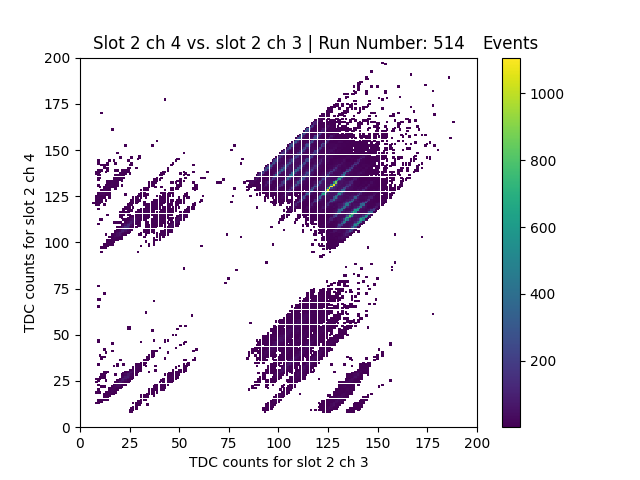 Slot 2 ch 4 vs. slot 2 ch 3 | Run Number: 514
Events
200
175
150
125
100
75
50
25
0
TDC counts for slot 2 ch 4
0 25 50 75 100 125 150 175 200
TDC counts for slot 2 ch 3
1000
800
600
400
200